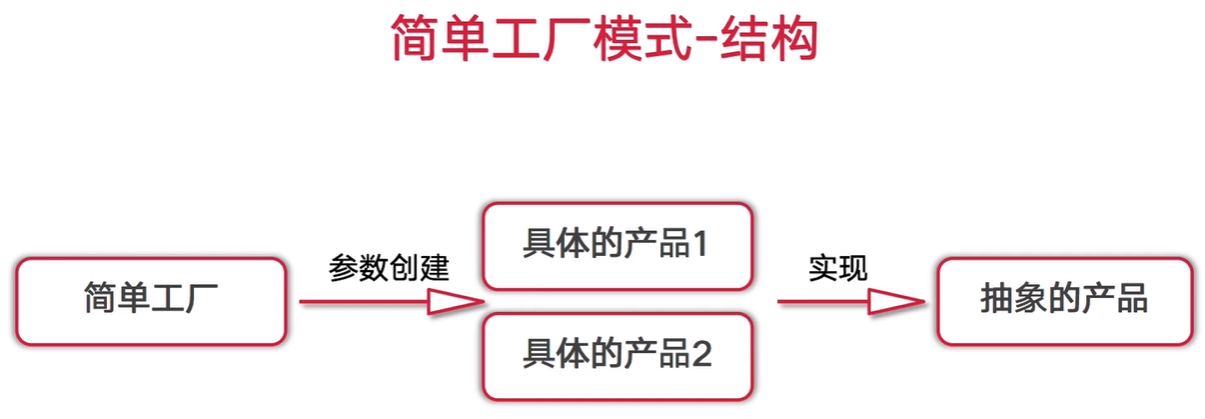 简单工厂模式-结构
简单工厂
参数创建
具体的产品1
具体的产品2
实现
抽象的产品